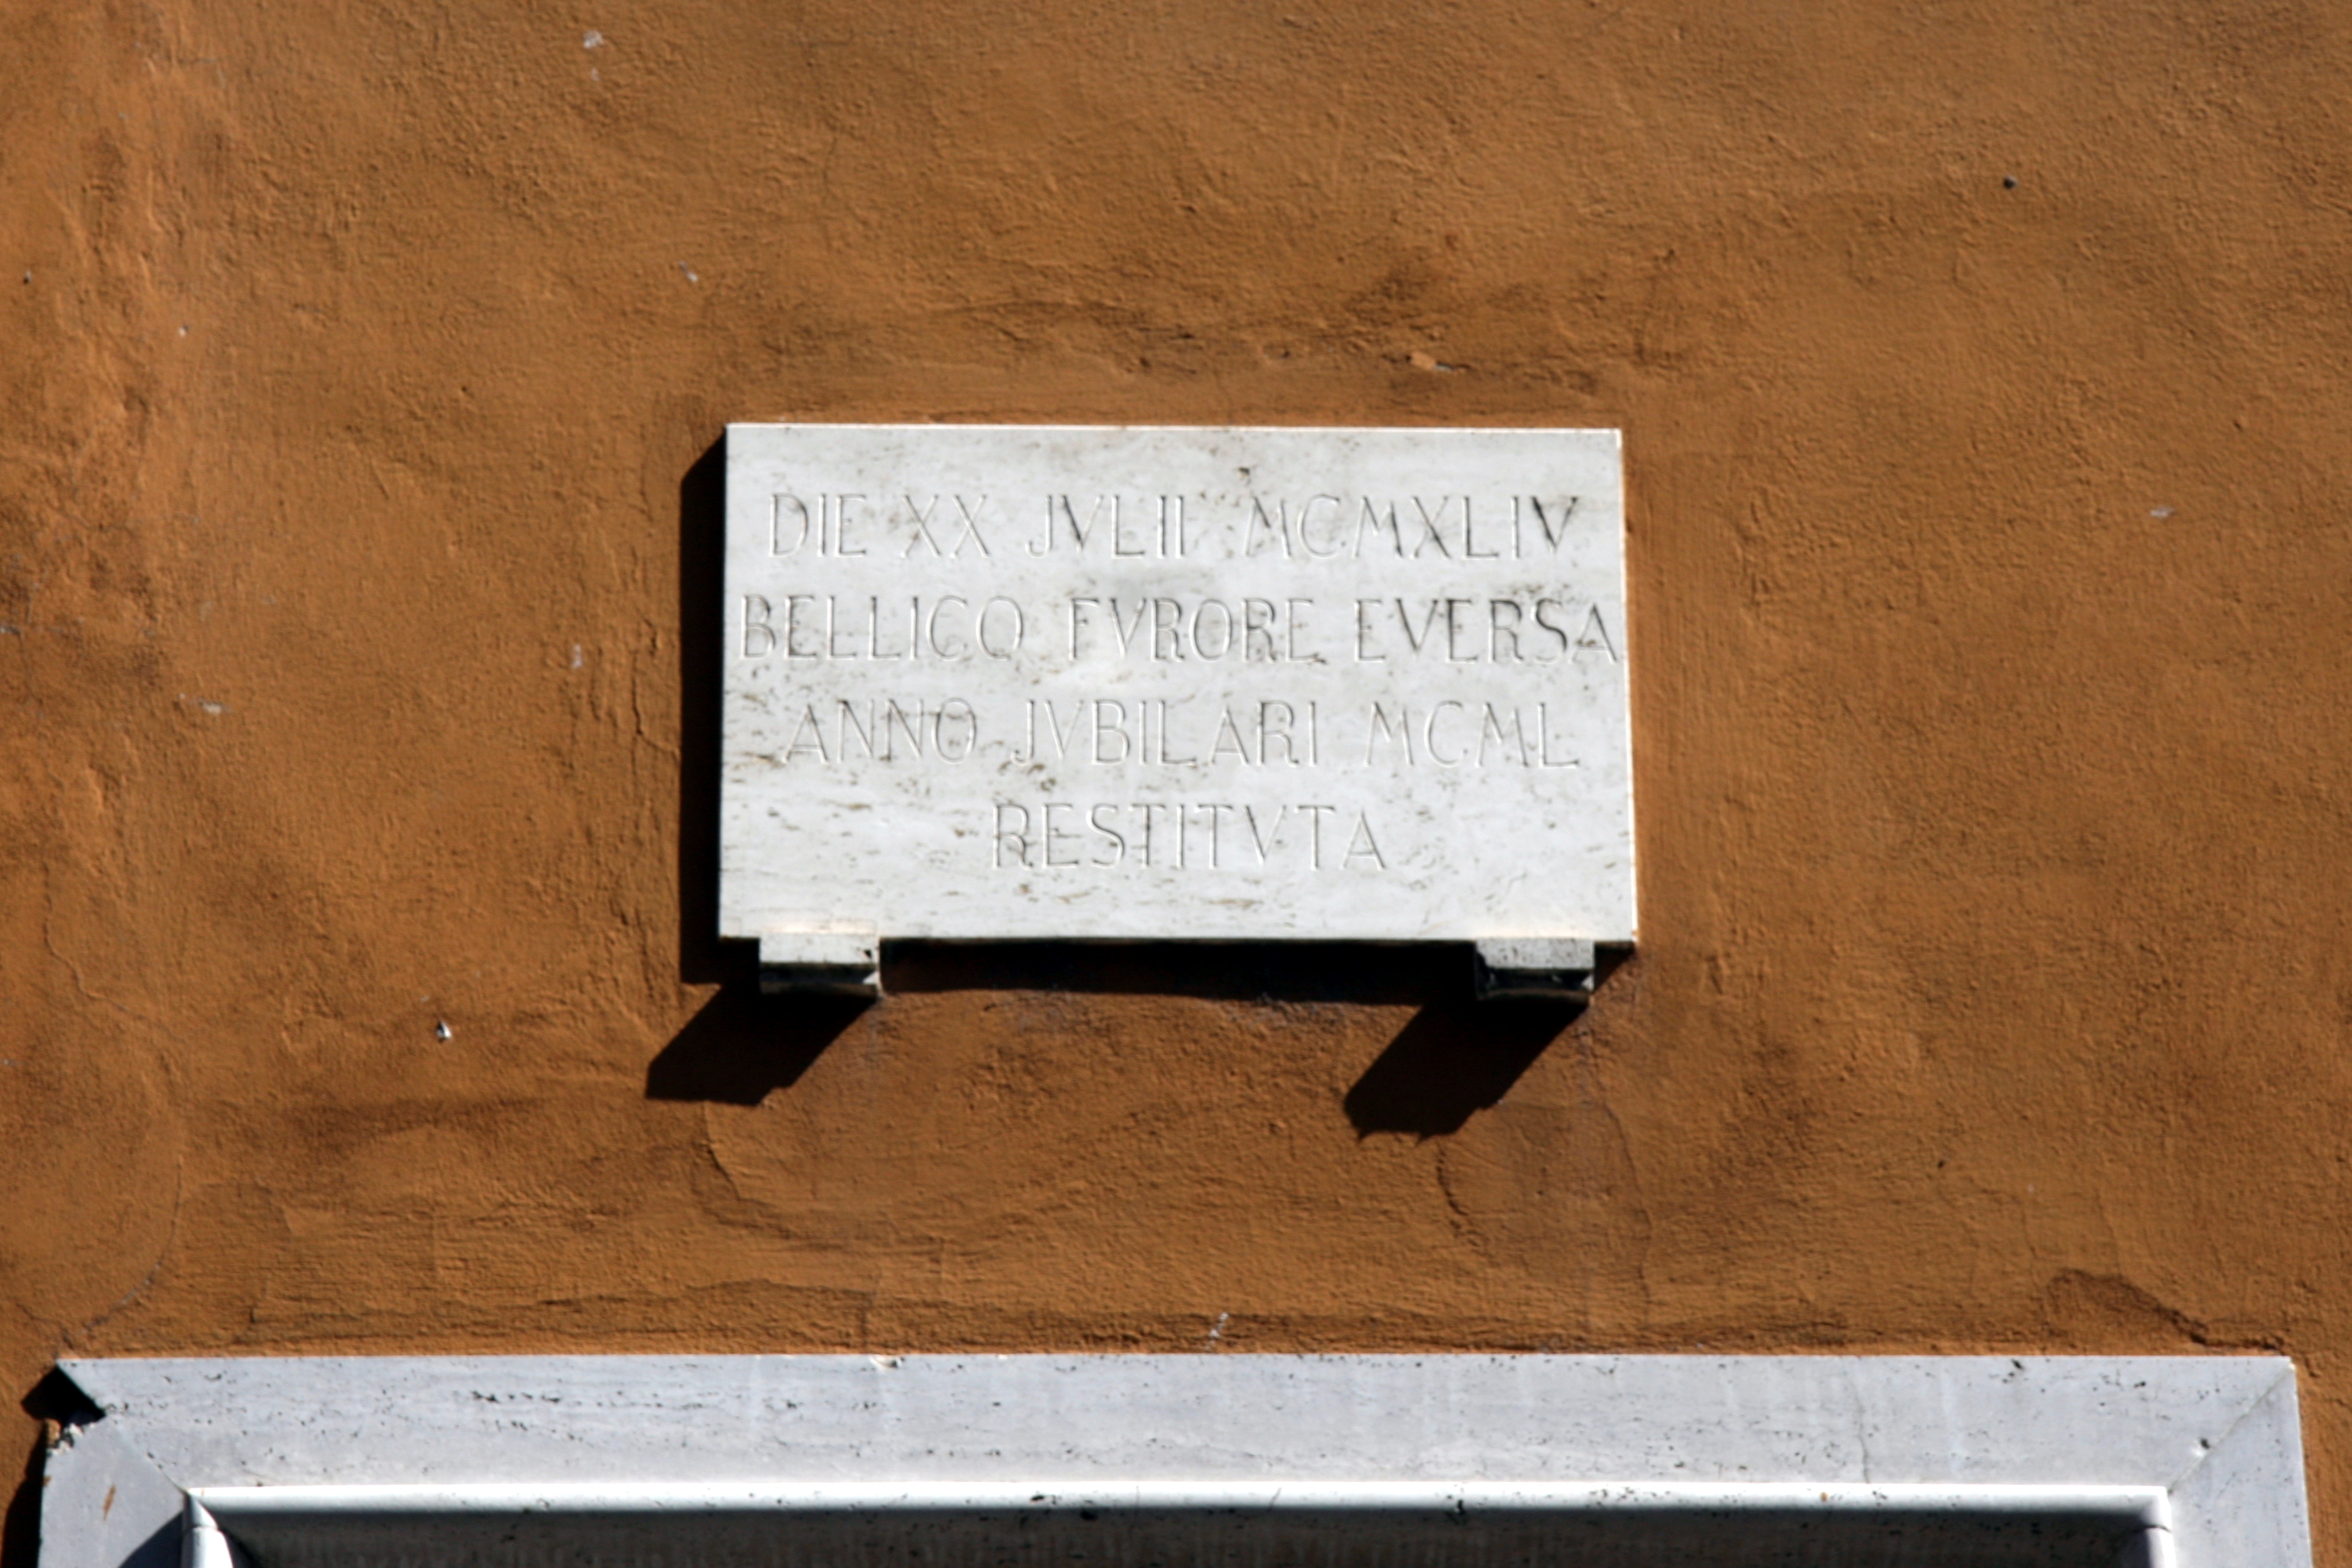 DIE XX JVLII MCMXLIV
BELLICO FVRORE EVERSA
ANNO JVBILARI MCML
RESTITVTA